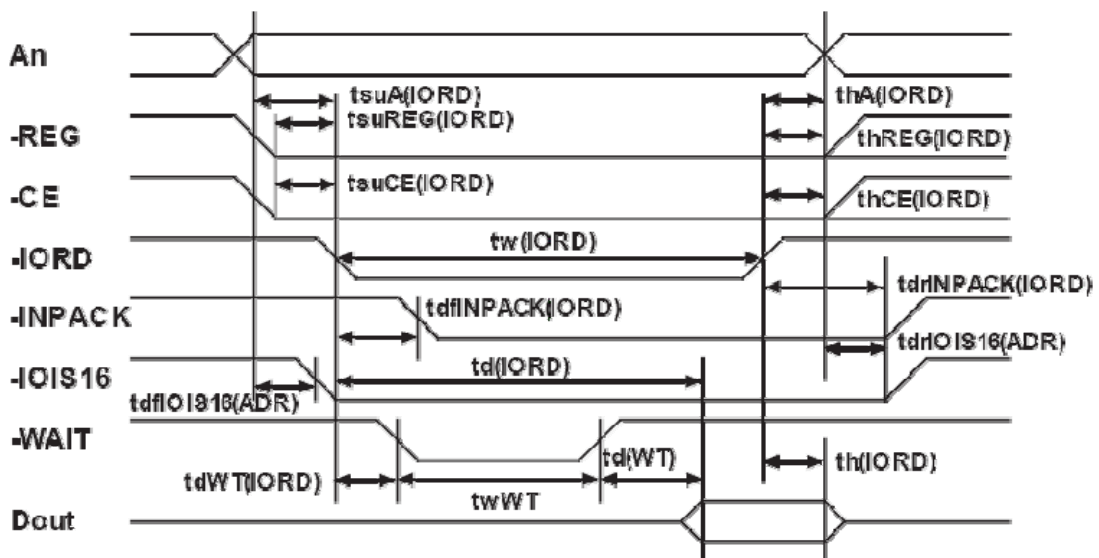 An
tsuA(IORD)
thA(IORD)
tsuREG(IORD)
-REG
thREG(IORD)
tsuCE(IORD)
-CE
thCE(IORD)
tw(IORD)
-IORD
tdrINPACK(IORD)
-INPACK
tdfINPACK(IORD)
tdrIOIS16(ADR)
-IOIS16
td(IORD)
tdfIOIS16(ADR)
-WAIT
td(WT)
th(IORD)
tdWT(IORD)
twWT
Dout